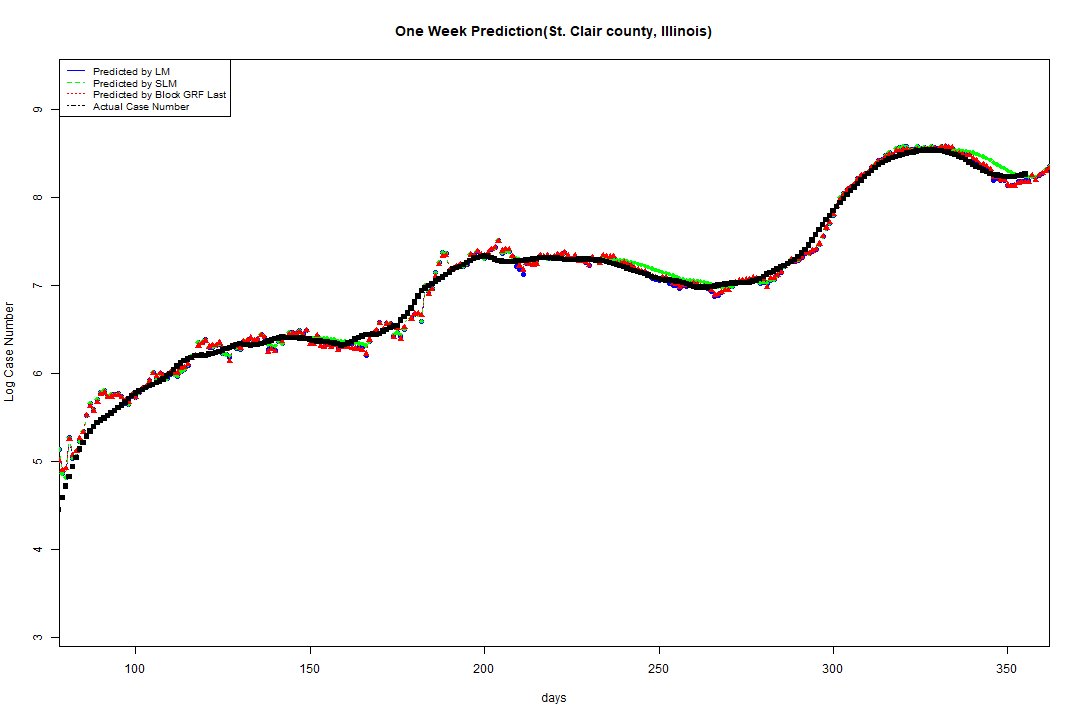 One Week Prediction(St. Clair county, Illinois)
Predicted by LM
Predicted by SLM
Predicted by Block GRF Last
Actual Case Number
9
8
7
6
5
4
3
Log Case Number
100 150 200 250 300 350
days